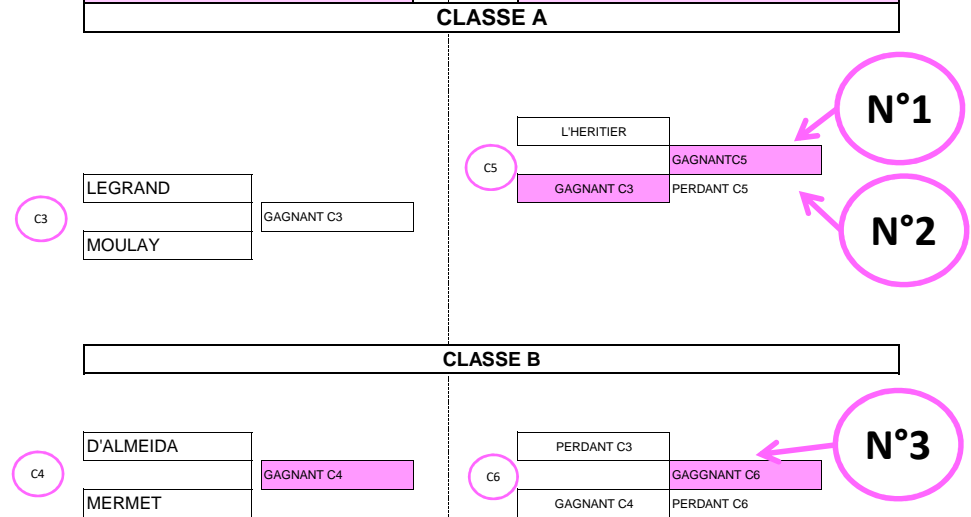 CLASSE A
N°1
L'HERITIER
C5
GAGNANTC5
LEGRAND
GAGNANT C3
PERDANT C5
C3
GAGNANT C3
N°2
MOULAY
CLASSE B
D'ALMEIDA
PERDANT C3
N°3
C4
GAGNANT C4
C6
GAGGNANT C6
MERMET
GAGNANT C4
PERDANT C6